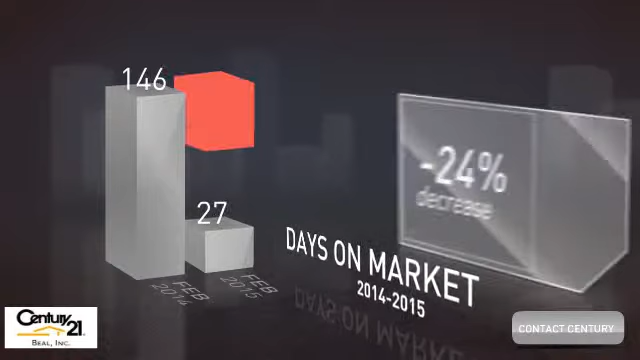 146
27
FEB
2014
FEB
2015
-24%
decrease
DAYS ON MARKET
2014-2015
Century
21
BEAL, INC.
CONTACT CENTURY